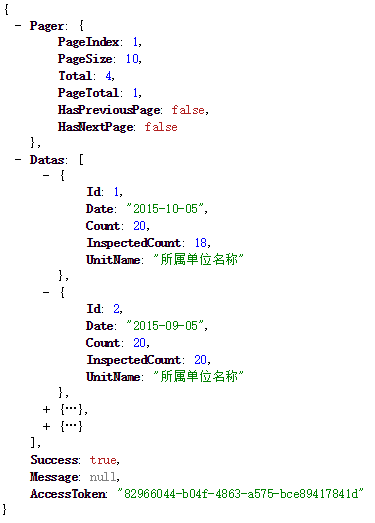 {
- Pager: {
PageIndex: 1,
PageSize: 10,
Total: 4,
PageTotal: 1,
HasPreviousPage: false,
HasNextPage: false
},
- Datas: [
- {
Id: 1,
Date: "2015-10-05",
Count: 20,
InspectedCount: 18,
UnitName: "所属单位名称"
},
- {
Id: 2,
Date: "2015-09-05",
Count: 20,
InspectedCount: 20,
UnitName: "所属单位名称"
},
+ {…},
+ {…}
],
Success: true,
Message: null,
AccessToken: "82966044-b04f-4863-a575-bce89417841d"
}